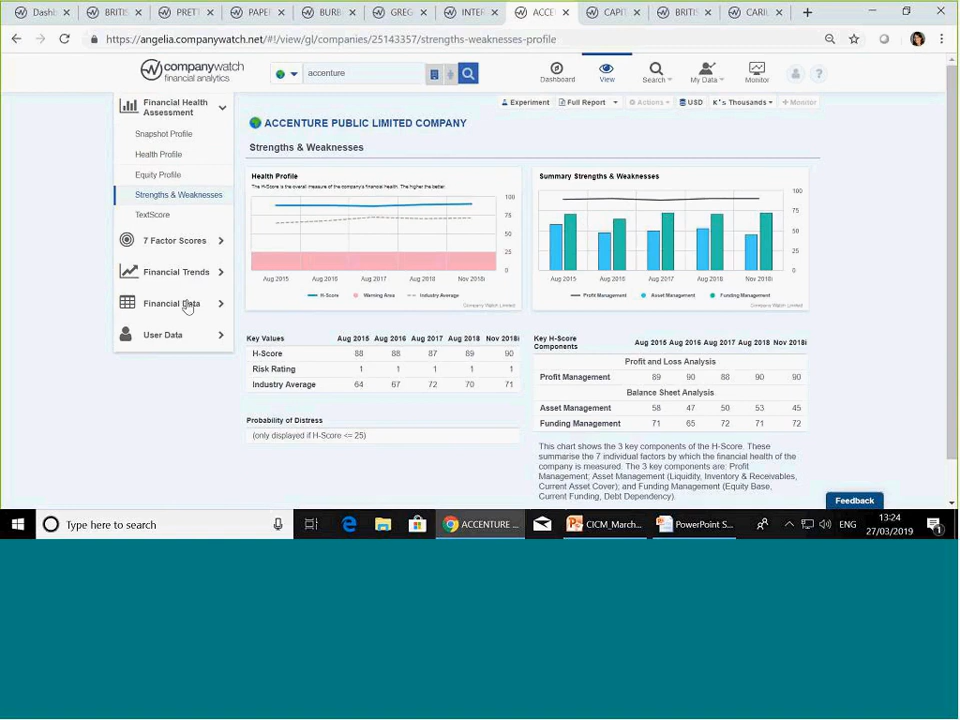 Dashb BRITIS PRETT PAPER BURB GREG INTER ACCE CAPIT BRITIS CARIL
https://angelia.companywatch.net/#!/view/gl/companies/25143357/strengths-weaknesses-profile
companywatch
financial analytics
accenture
Dashboard View Search My Data Monitor ?
Experiment Full Report Actions USD K's Thousands + Monitor
Financial Health
Assessment
Snapshot Profile
Health Profile
Equity Profile
Strengths & Weaknesses
TextScore
7 Factor Scores
Financial Trends
Financial Data
User Data
ACCENTURE PUBLIC LIMITED COMPANY
Strengths & Weaknesses
Health Profile
The H-Score is the overall measure of the company's financial health. The higher the better.
100
75
50
25
0
Aug 2015 Aug 2016 Aug 2017 Aug 2018 Nov 2018i
H-Score Warning Area Industry Average
Company Watch Limited
Summary Strengths & Weaknesses
100
75
50
25
0
Aug 2015 Aug 2016 Aug 2017 Aug 2018 Nov 2018i
Profit Management Asset Management Funding Management
Company Watch Limited
Key Values Aug 2015 Aug 2016 Aug 2017 Aug 2018 Nov 2018i
H-Score 88 88 87 89 90
Risk Rating 1 1 1 1 1
Industry Average 64 67 72 70 71
Probability of Distress
(only displayed if H-Score <= 25)
Key H-Score
Components Aug 2015 Aug 2016 Aug 2017 Aug 2018 Nov 2018i
Profit and Loss Analysis
Profit Management 89 90 88 90 90
Balance Sheet Analysis
Asset Management 58 47 50 53 45
Funding Management 71 65 72 71 72
This chart shows the 3 key components of the H-Score. These
summarise the 7 individual factors by which the financial health of the
company is measured. The 3 key components are: Profit
Management; Asset Management (Liquidity, Inventory & Receivables,
Current Asset Cover); and Funding Management (Equity Base,
Current Funding, Debt Dependency).
Feedback
Type here to search
ACCENTURE ... CICM_March... PowerPoint S...
ENG
13:24
27/03/2019
1